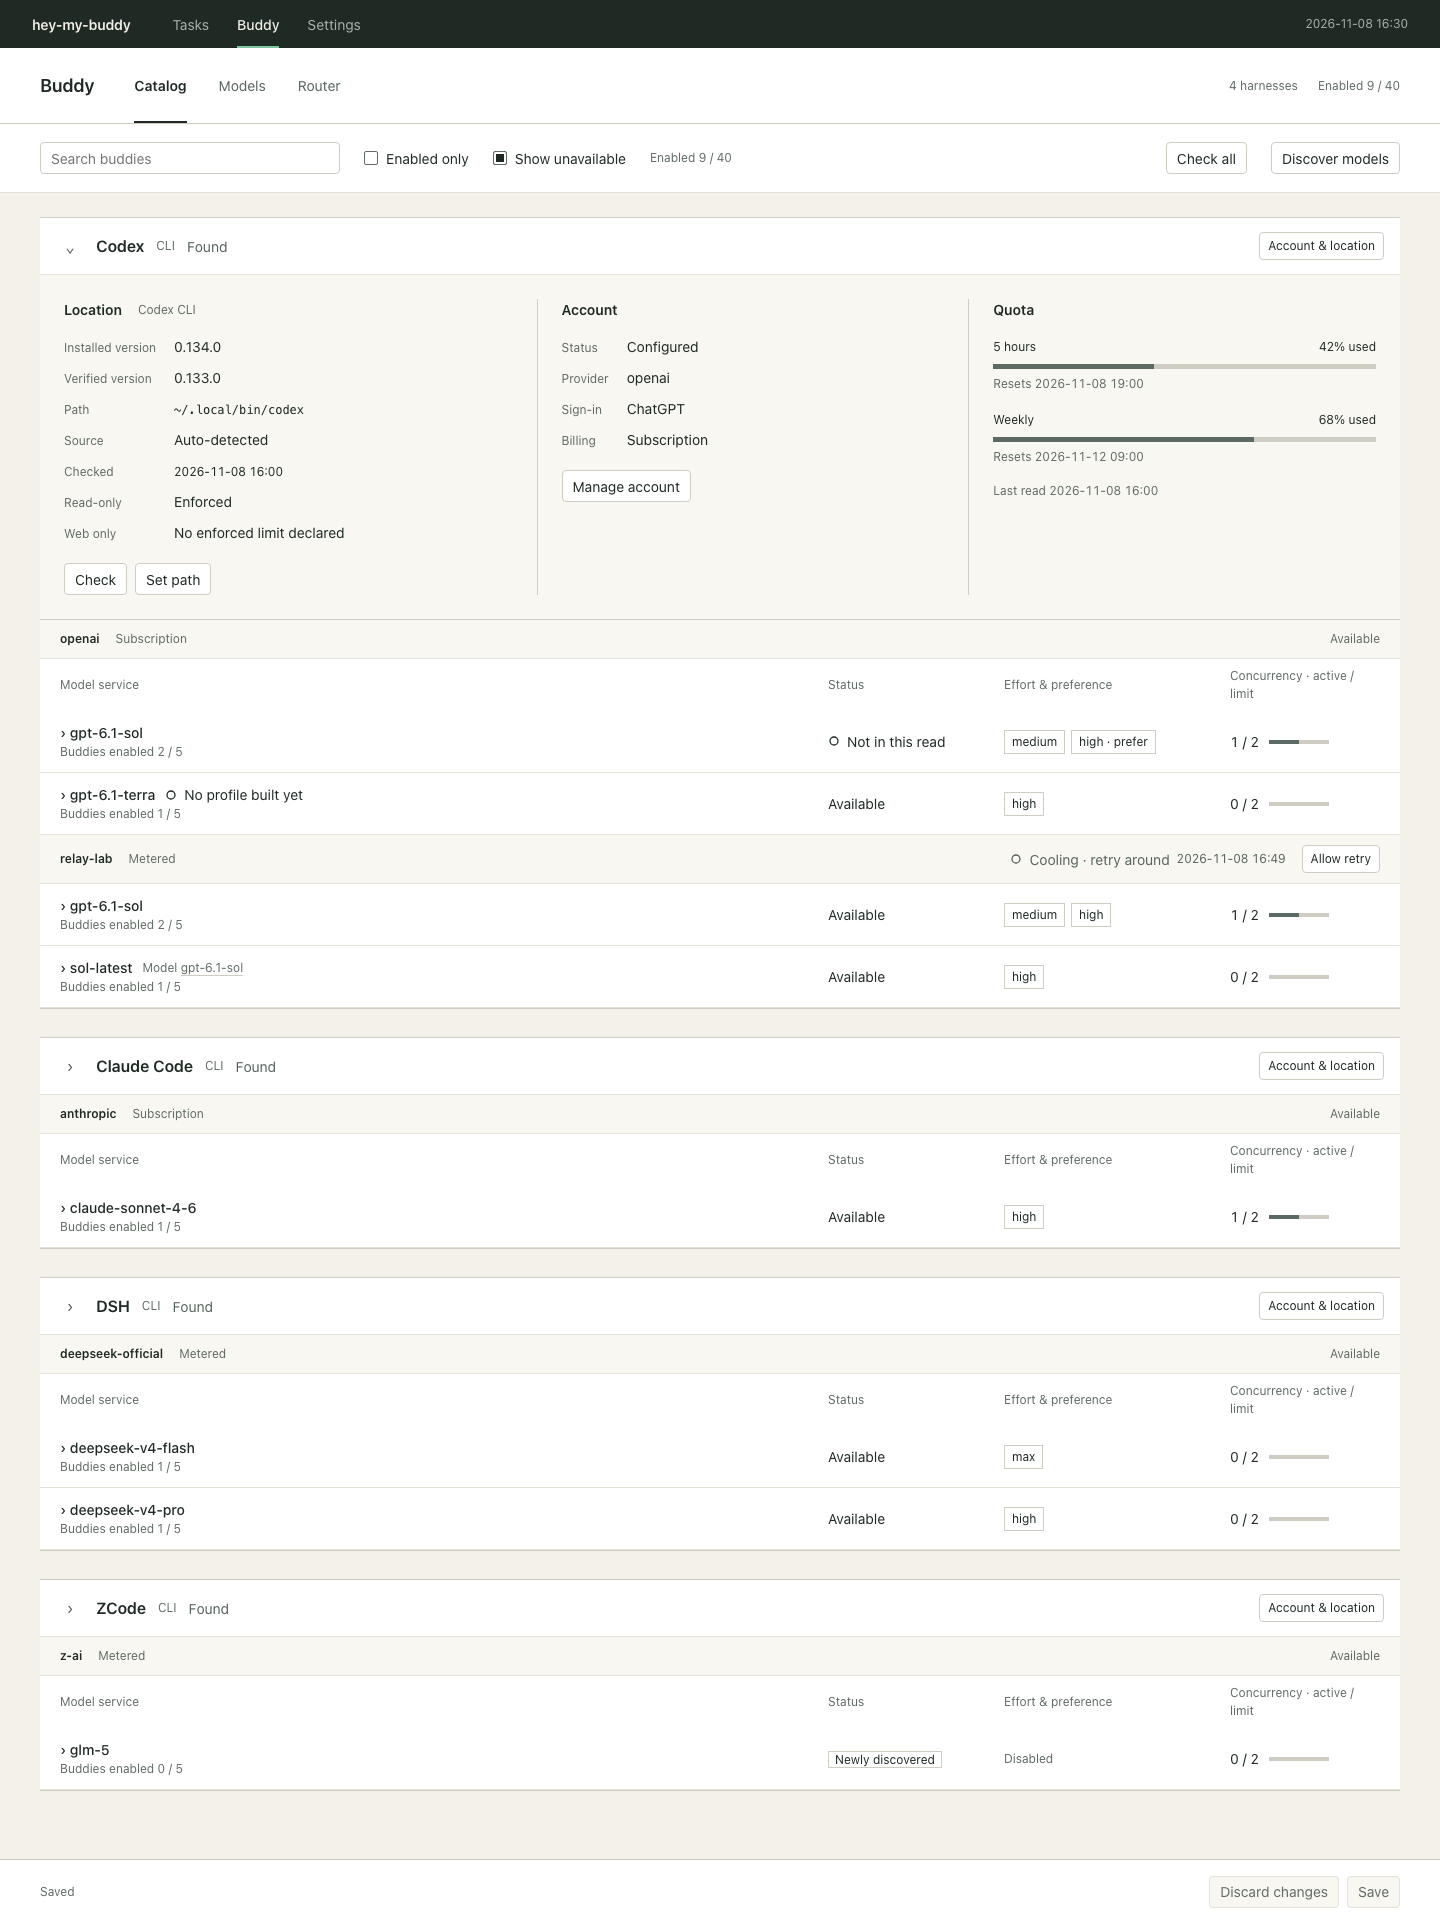 hey-my-buddy Tasks Buddy Settings 2026-11-08 16:30
Buddy Catalog Models Router 4 harnesses Enabled 9 / 40
Search buddies Enabled only Show unavailable Enabled 9 / 40 Check all Discover models
Codex CLI Found Account & location
Location Codex CLI
Installed version 0.134.0
Verified version 0.133.0
Path ~/.local/bin/codex
Source Auto-detected
Checked 2026-11-08 16:00
Read-only Enforced
Web only No enforced limit declared
Check Set path
Account
Status Configured
Provider openai
Sign-in ChatGPT
Billing Subscription
Manage account
Quota
5 hours 42% used
Resets 2026-11-08 19:00
Weekly 68% used
Resets 2026-11-12 09:00
Last read 2026-11-08 16:00
openai Subscription Available
Model service Status Effort & preference Concurrency · active /
limit
› gpt-6.1-sol
Buddies enabled 2 / 5
Not in this read medium high · prefer 1 / 2
› gpt-6.1-terra No profile built yet
Buddies enabled 1 / 5
Available high 0 / 2
relay-lab Metered Cooling · retry around 2026-11-08 16:49 Allow retry
› gpt-6.1-sol
Buddies enabled 2 / 5
Available medium high 1 / 2
› sol-latest Model gpt-6.1-sol
Buddies enabled 1 / 5
Available high 0 / 2
› Claude Code CLI Found Account & location
anthropic Subscription Available
Model service Status Effort & preference Concurrency · active /
limit
› claude-sonnet-4-6
Buddies enabled 1 / 5
Available high 1 / 2
› DSH CLI Found Account & location
deepseek-official Metered Available
Model service Status Effort & preference Concurrency · active /
limit
› deepseek-v4-flash
Buddies enabled 1 / 5
Available max 0 / 2
› deepseek-v4-pro
Buddies enabled 1 / 5
Available high 0 / 2
› ZCode CLI Found Account & location
z-ai Metered Available
Model service Status Effort & preference Concurrency · active /
limit
› glm-5
Buddies enabled 0 / 5
Newly discovered Disabled 0 / 2
Saved Discard changes Save